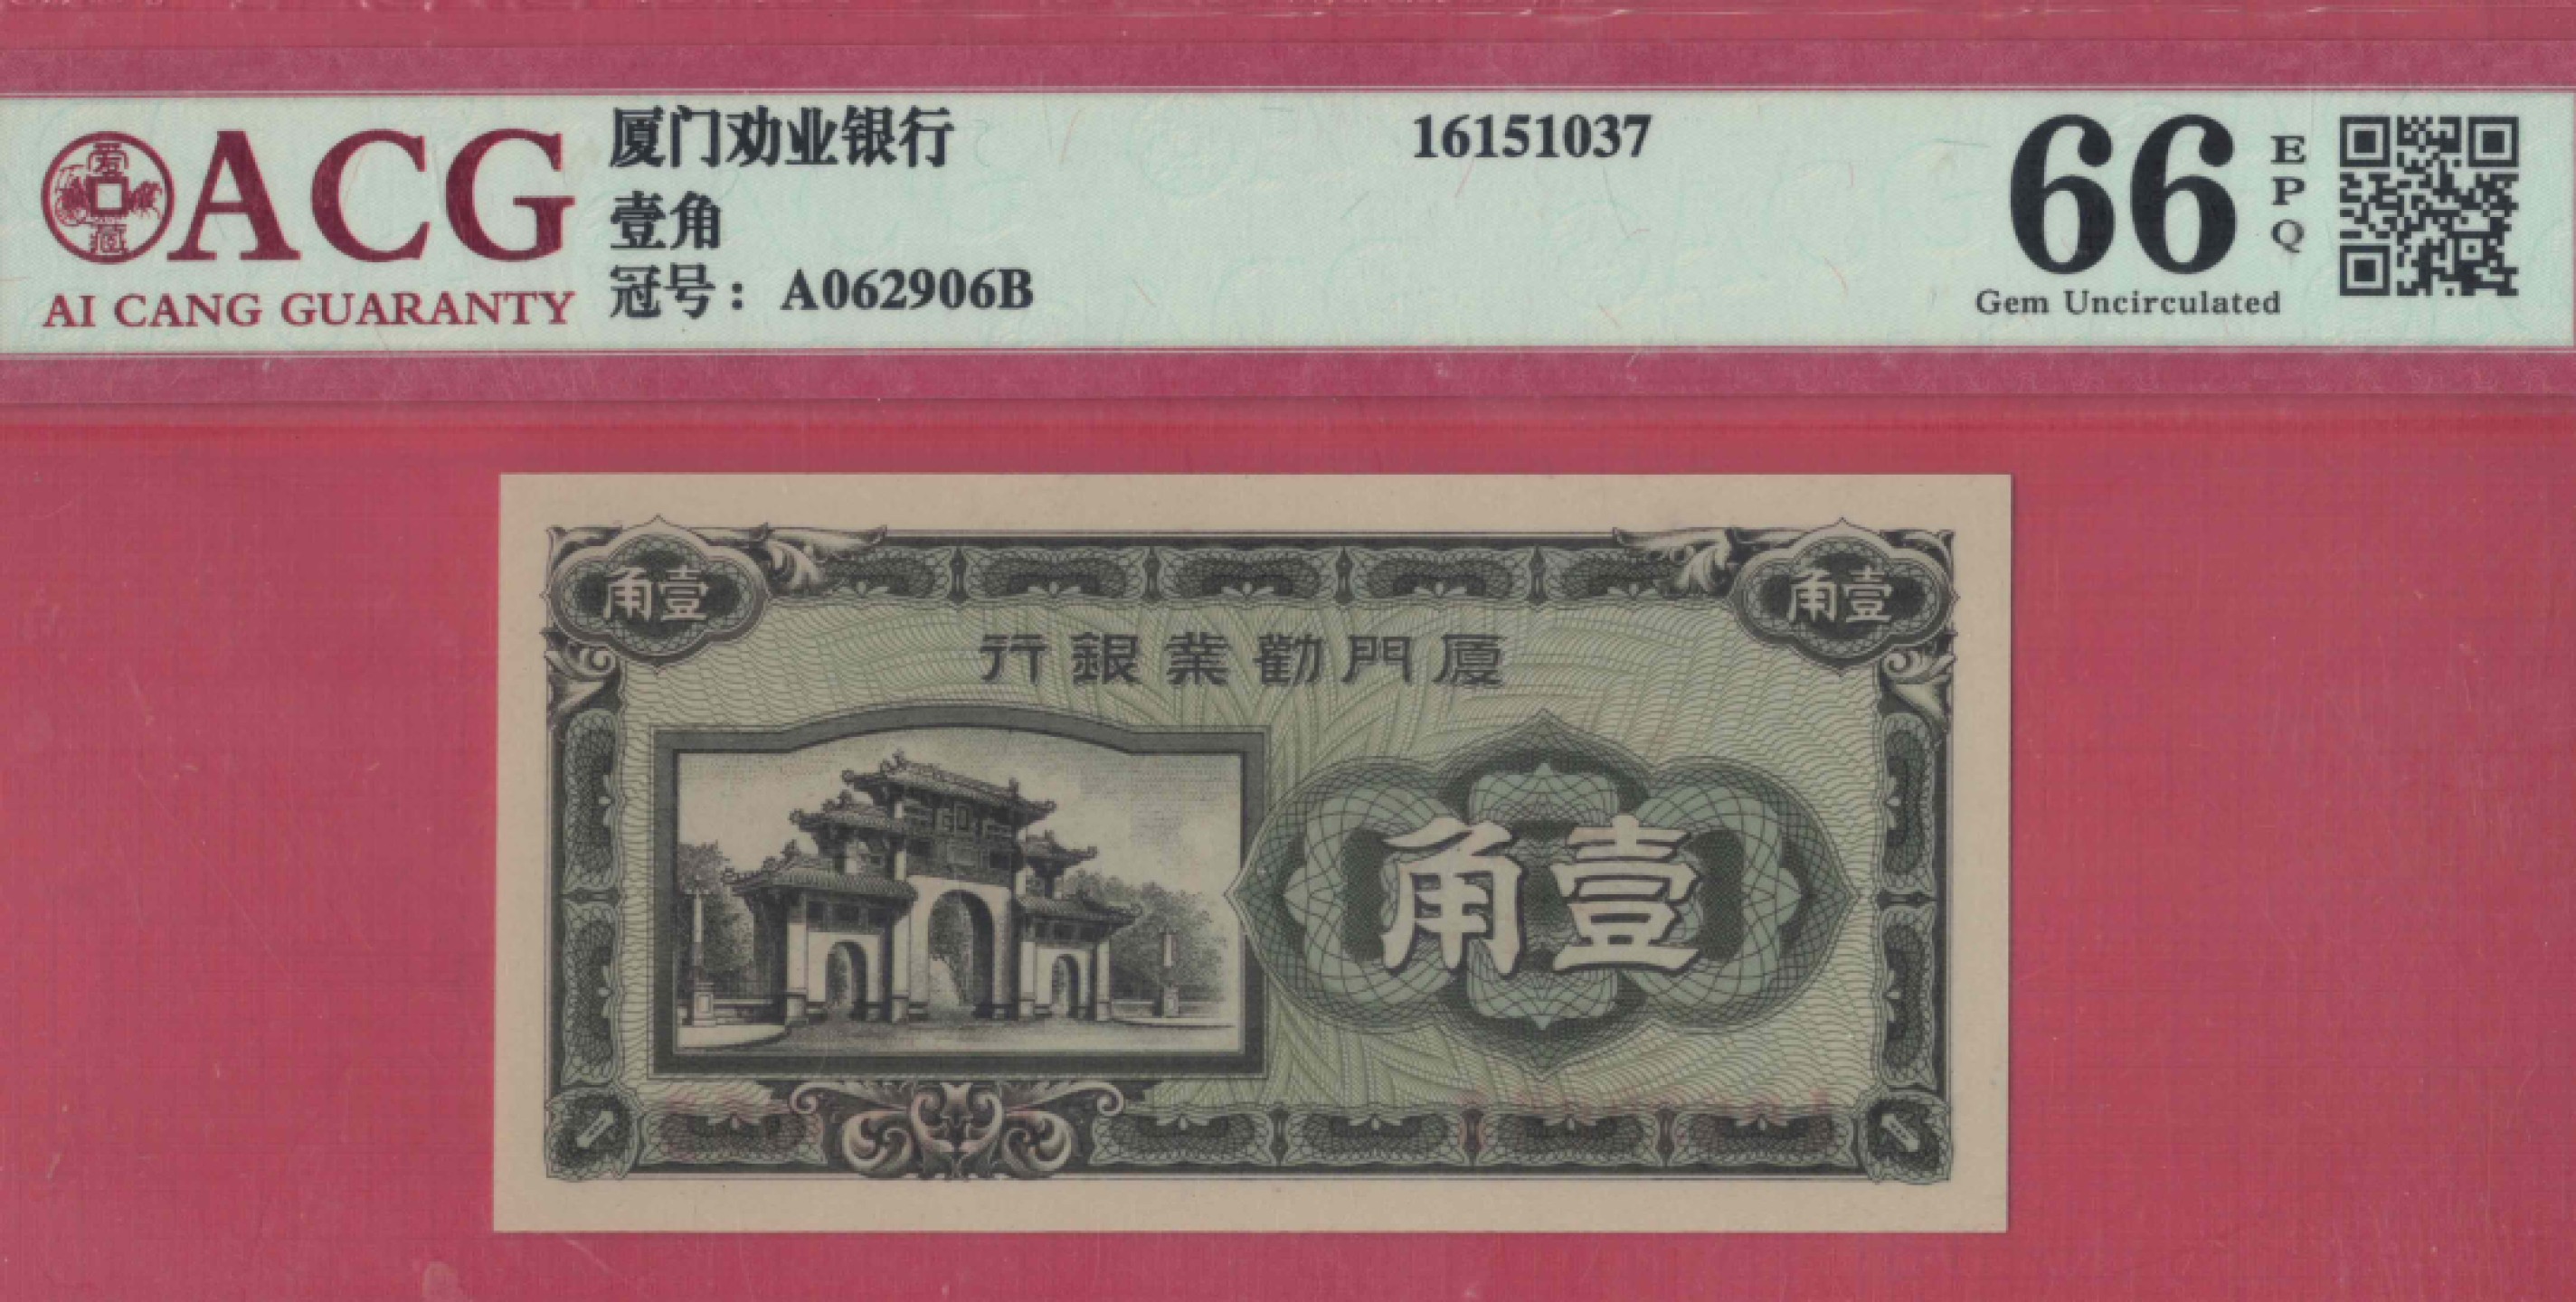 ACG
AI CANG GUARANTY
厦门劝业银行
壹角
冠号：A062906B
16151037
66
EPQ
Gem Uncirculated
角壹
角壹
行銀業勸門厦
角壹